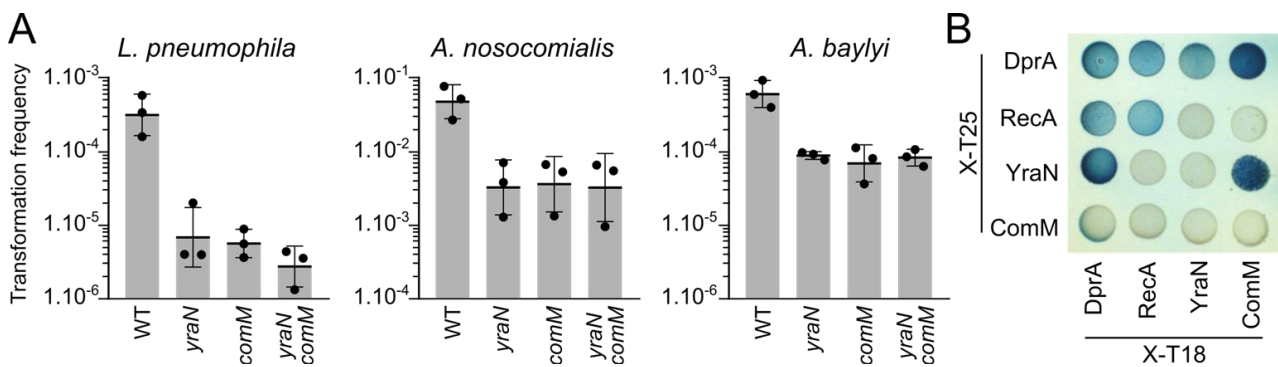 A
B
L. pneumophila
A. nosocomialis
A. baylyi
Transformation frequency
1.10-3
1.10-4
1.10-5
1.10-6
WT
yraN
comM
yraN comM
1.10-1
1.10-2
1.10-3
1.10-4
WT
yraN
comM
yraN comM
1.10-3
1.10-4
1.10-5
1.10-6
WT
yraN
comM
yraN comM
X-T25
DprA
RecA
YraN
ComM
DprA
RecA
YraN
ComM
X-T18